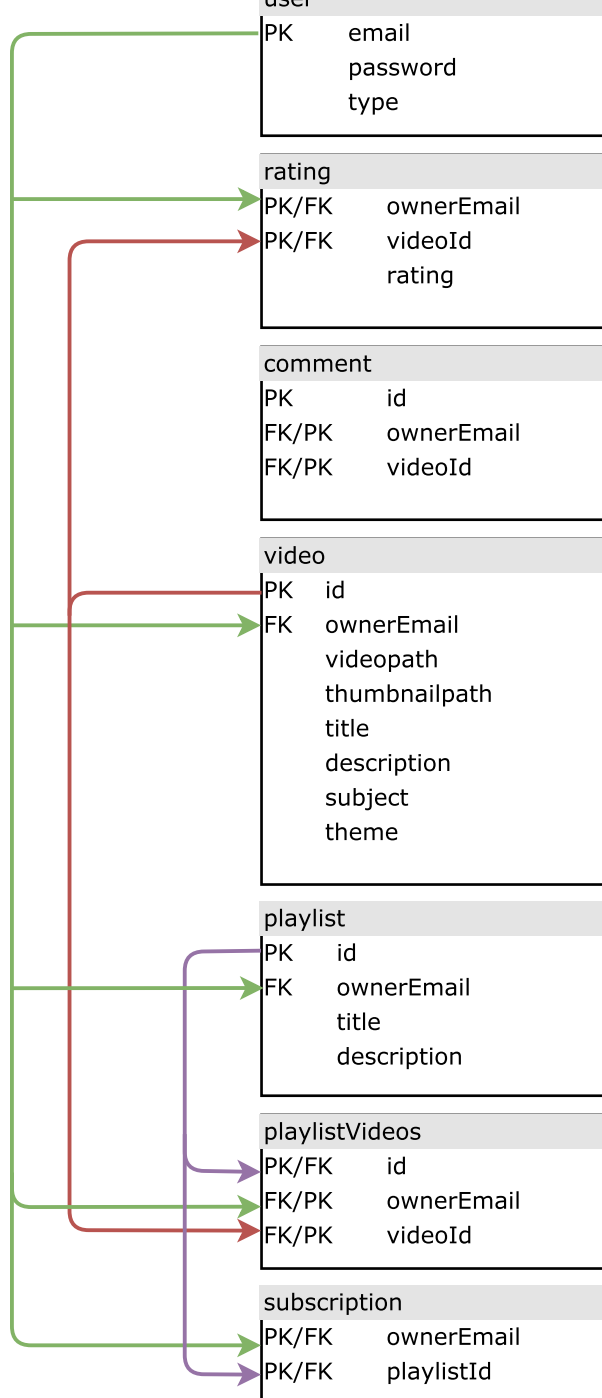 user
PK email
password
type
rating
PK/FK ownerEmail
PK/FK videoId
rating
comment
PK id
FK/PK ownerEmail
FK/PK videoId
video
PK id
FK ownerEmail
videopath
thumbnailpath
title
description
subject
theme
playlist
PK id
FK ownerEmail
title
description
playlistVideos
PK/FK id
FK/PK ownerEmail
FK/PK videoId
subscription
PK/FK ownerEmail
PK/FK playlistId